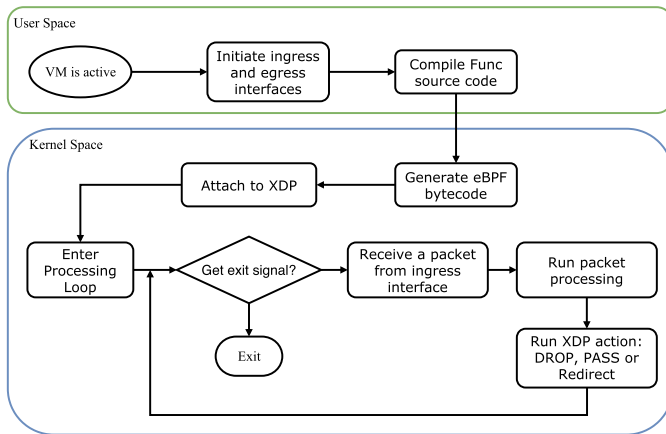 User Space
VM is active
Initiate ingress
and egress
interfaces
Compile Func
source code
Kernel Space
Generate eBPF
bytecode
Attach to XDP
Enter
Processing
Loop
Get exit signal?
Receive a packet
from ingress
interface
Run packet
processing
Exit
Run XDP action:
DROP, PASS or
Redirect